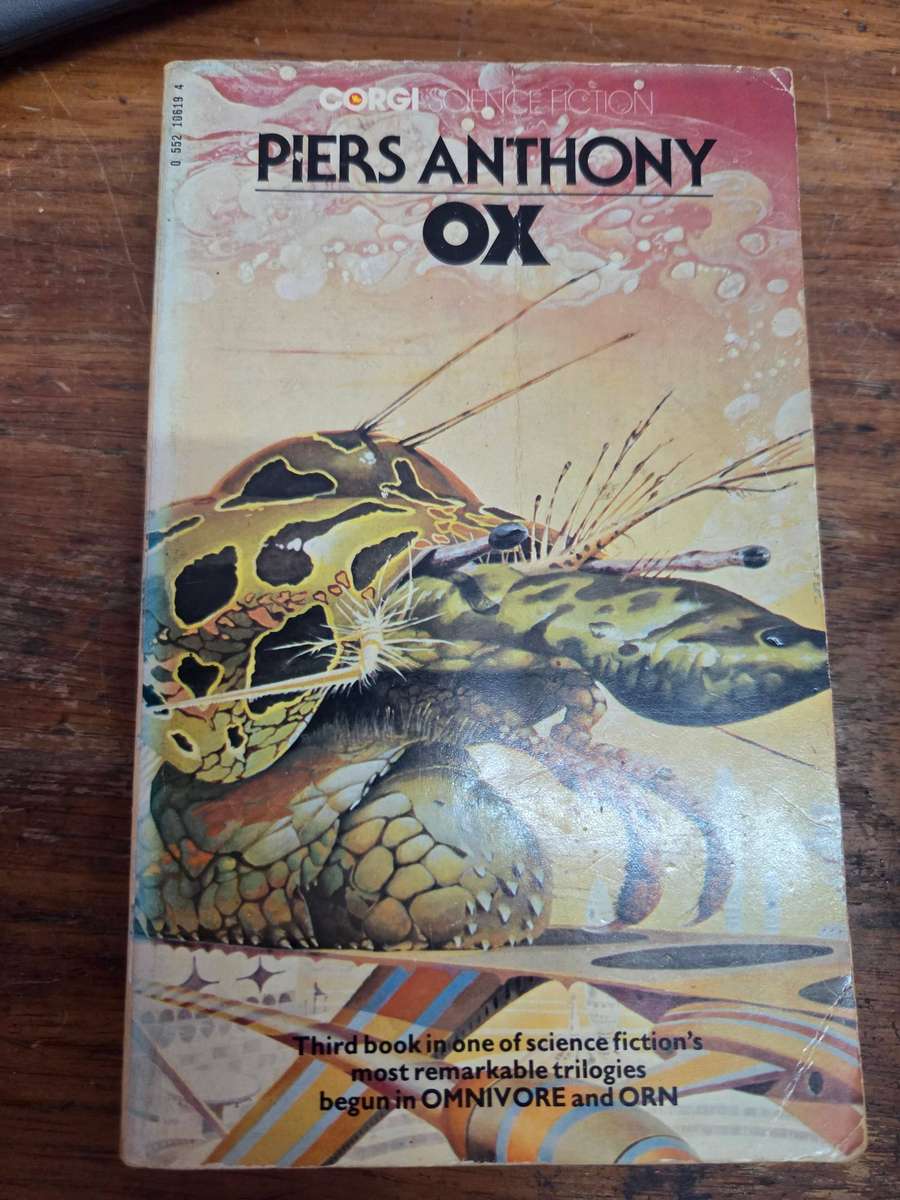 0 552 10619 4
CORGI SCIENCE FICTION
PIERS ANTHONY
OX
Third book in one of science fiction's
most remarkable trilogies
begun in OMNIVORE and ORN